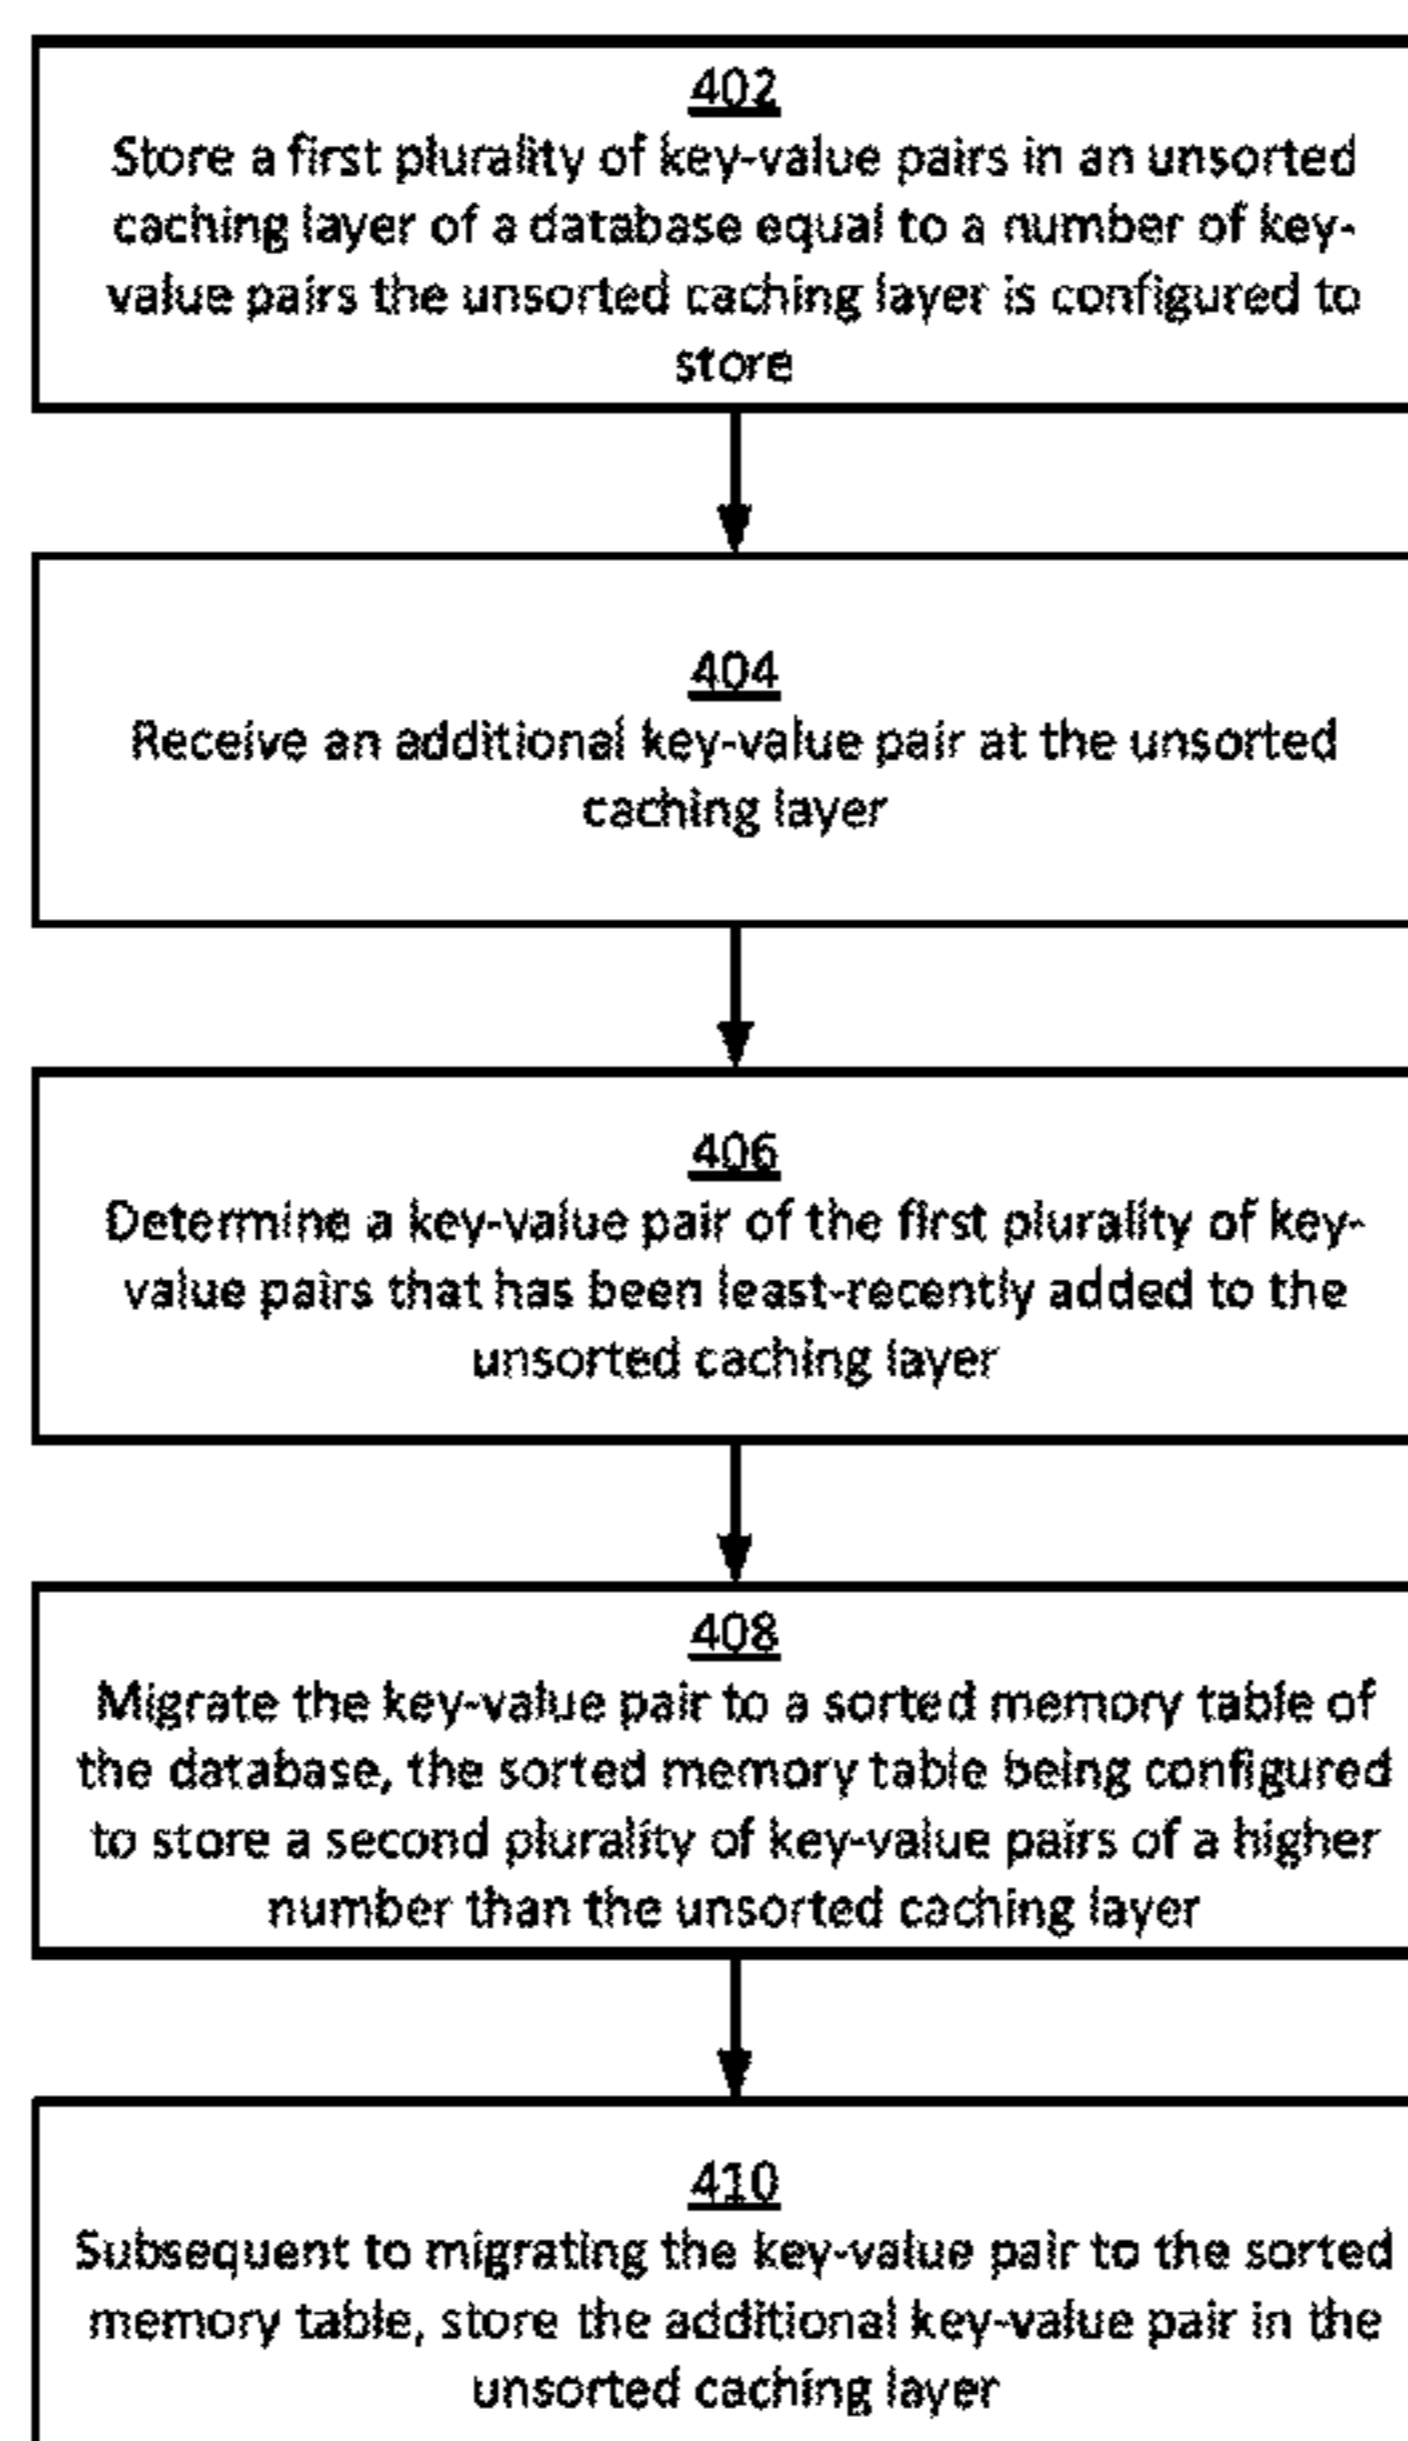 402
Store a first plurality of key-value pairs in an unsorted
caching layer of a database equal to a number of key-
value pairs the unsorted caching layer is configured to
store
404
Receive an additional key-value pair at the unsorted
caching layer
406
Determine a key-value pair of the first plurality of key-
value pairs that has been least-recently added to the
unsorted caching layer
408
Migrate the key-value pair to a sorted memory table of
the database, the sorted memory table being configured
to store a second plurality of key-value pairs of a higher
number than the unsorted caching layer
410
Subsequent to migrating the key-value pair to the sorted
memory table, store the additional key-value pair in the
unsorted caching layer